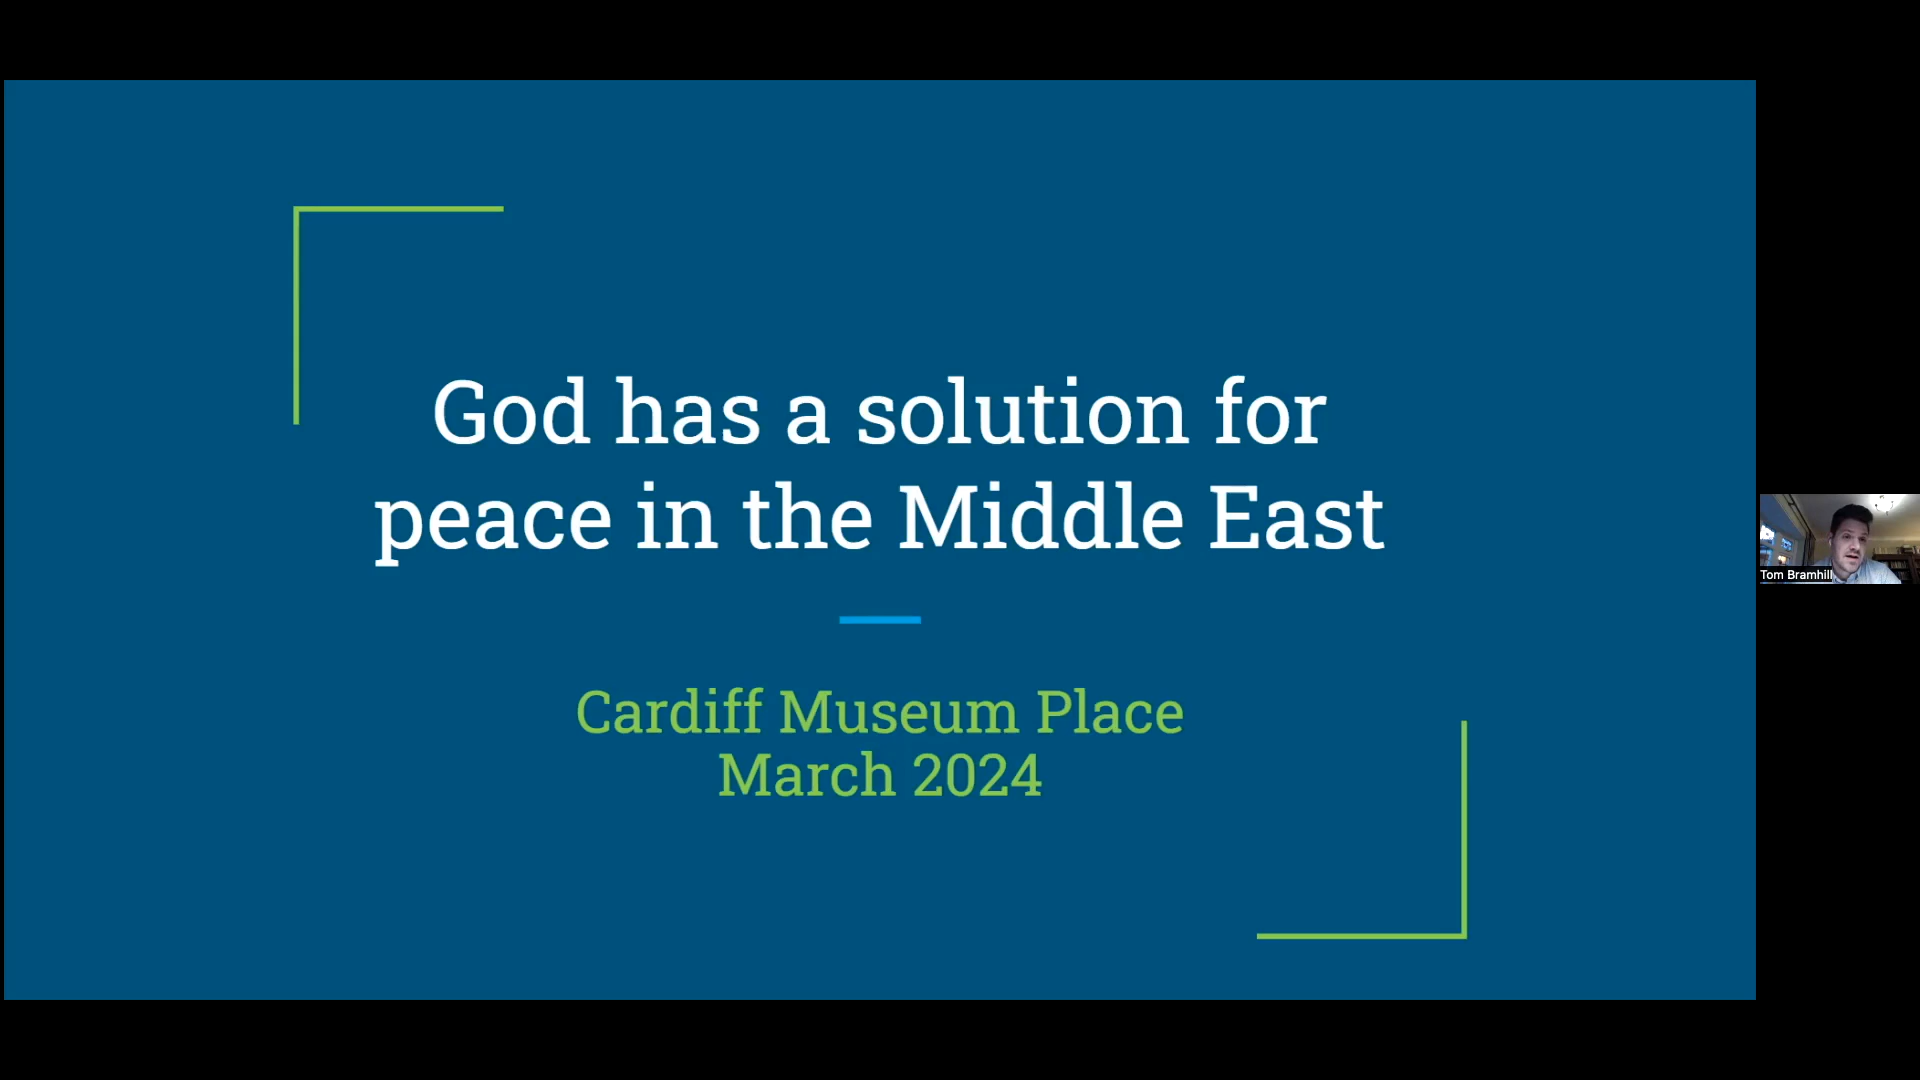 God has a solution for
peace in the Middle East
Cardiff Museum Place
March 2024
Tom Bramhill